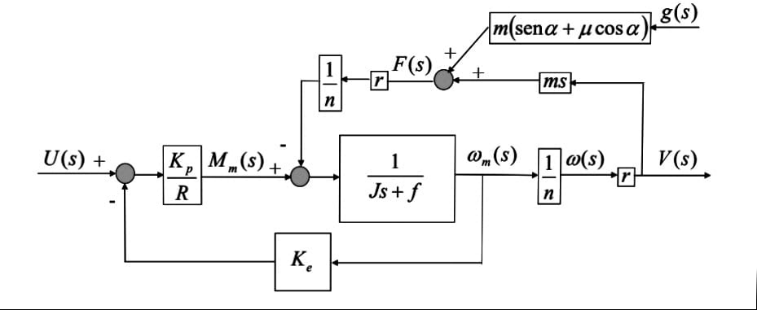 g(s)
m(senα + μcosα)
+
F(s)
+
1/n
r
ms
-
U(s) +
K_p/R
M_m(s)
+
1/(Js + f)
ω_m(s)
1/n
ω(s)
r
V(s)
-
K_e